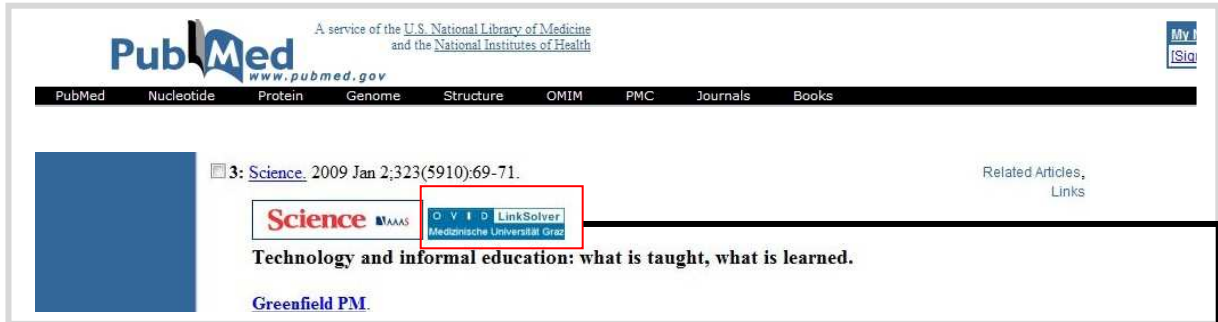 A service of the U.S. National Library of Medicine
and the National Institutes of Health
My
PubMed
www.pubmed.gov
PubMed Nucleotide Protein Genome Structure OMIM PMC Journals Books
3: Science. 2009 Jan 2;323(5910):69-71.
Related Articles,
Links
Science AAAS
O V I D LinkSolver
Medizinische Universität Graz
Technology and informal education: what is taught, what is learned.
Greenfield PM.